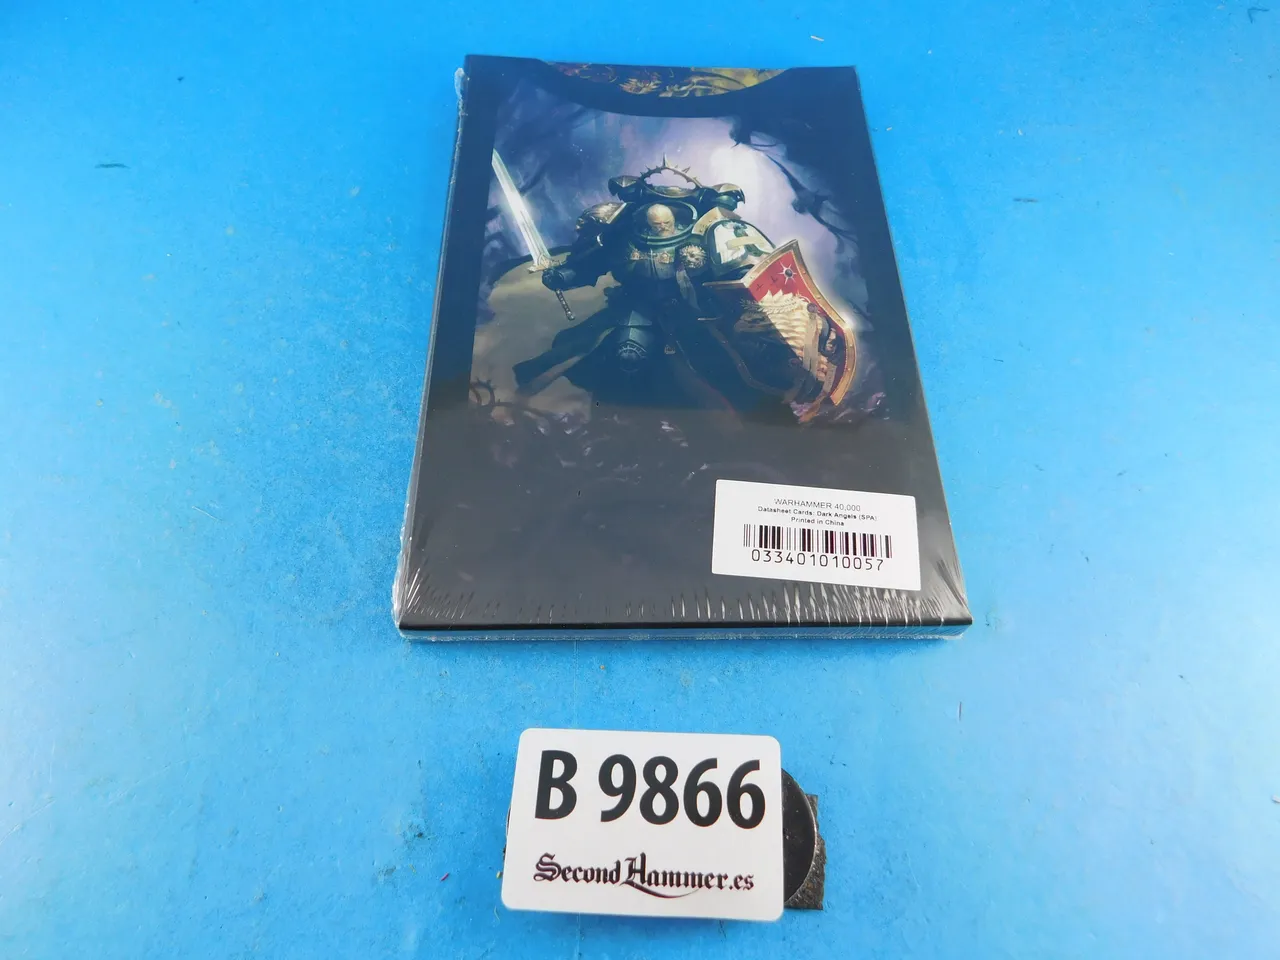 WARHAMMER 40,000
Datasheet Cards: Dark Angels (SPA)
Printed in China
033401010057
B 9866
SecondHammer.es